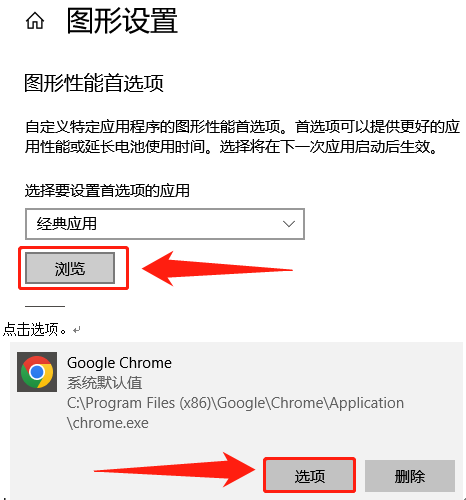 图形设置
图形性能首选项
自定义特定应用程序的图形性能首选项。首选项可以提供更好的应
用性能或延长电池使用时间。选择将在下一次应用启动后生效。
选择要设置首选项的应用
经典应用
浏览
点击选项。
Google Chrome
系统默认值
C:\Program Files (x86)\Google\Chrome\Application
\chrome.exe
选项
删除